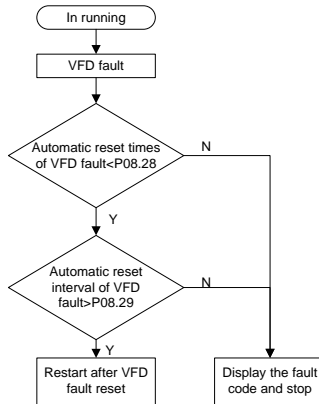 In running
VFD fault
Automatic reset times
of VFD fault<P08.28
N
Y
Automatic reset
interval of VFD
fault>P08.29
N
Y
Restart after VFD
fault reset
Display the fault
code and stop